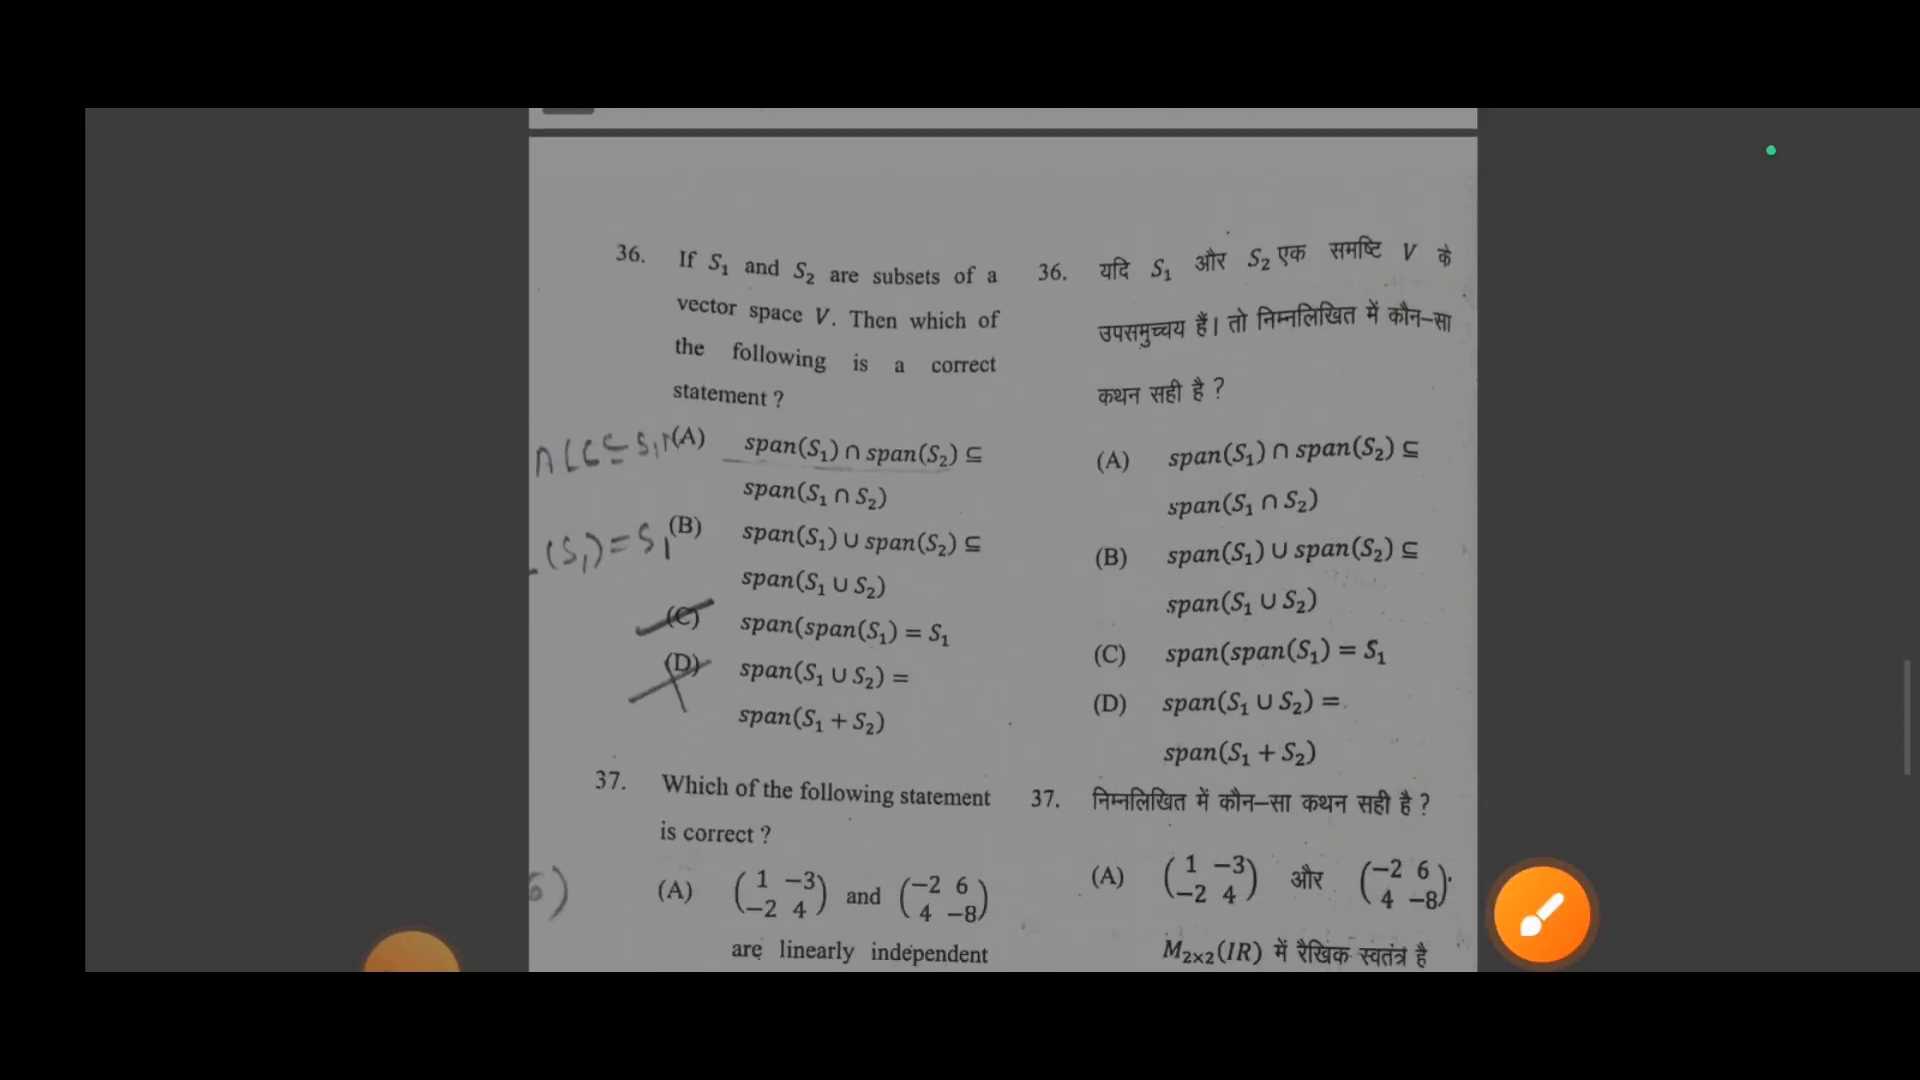 36. If S₁ and S₂ are subsets of a
vector space V. Then which of
the following is a correct
statement ?
(A) span(S₁) ∩ span(S₂) ⊆
span(S₁ ∩ S₂)
(B) span(S₁) ∪ span(S₂) ⊆
span(S₁ ∪ S₂)
(C) span(span(S₁) = S₁
(D) span(S₁ ∪ S₂) =
span(S₁ + S₂)
37. Which of the following statement
is correct ?
(A) (1 −3
−2 4) and (−2 6
4 −8)
are linearly independent
(S₁) = S₁
6)
36. यदि S₁ और S₂ एक समष्टि V के
उपसमुच्चय हैं। तो निम्नलिखित में कौन–सा
कथन सही है ?
(A) span(S₁) ∩ span(S₂) ⊆
span(S₁ ∩ S₂)
(B) span(S₁) ∪ span(S₂) ⊆
span(S₁ ∪ S₂)
(C) span(span(S₁) = S₁
(D) span(S₁ ∪ S₂) =
span(S₁ + S₂)
37. निम्नलिखित में कौन–सा कथन सही है ?
(A) (1 −3
−2 4) और (−2 6
4 −8)
M₂ₓ₂(IR) में रैखिक स्वतंत्र है